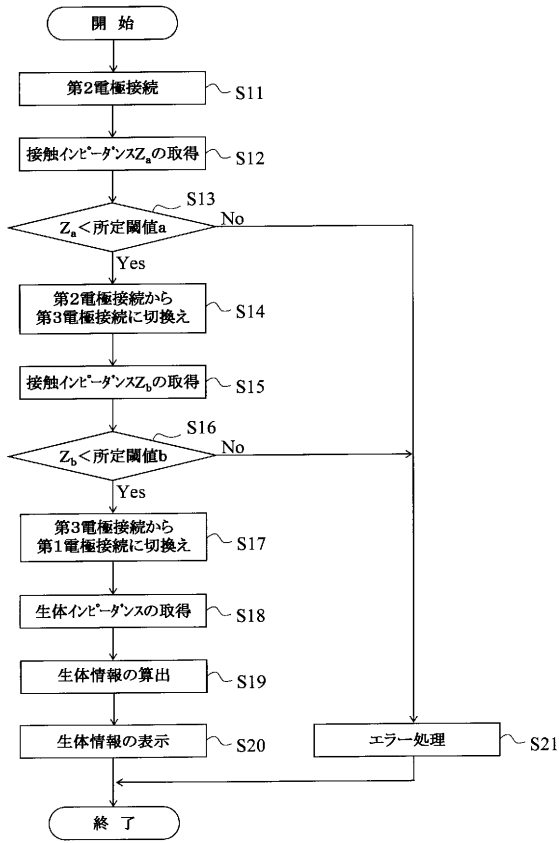 開 始
第2電極接続
S11
接触インピーダンスZaの取得
S12
S13
Za＜所定閾値a
No
Yes
第2電極接続から
第3電極接続に切換え
S14
接触インピーダンスZbの取得
S15
S16
Zb＜所定閾値b
No
Yes
第3電極接続から
第1電極接続に切換え
S17
生体インピーダンスの取得
S18
生体情報の算出
S19
生体情報の表示
S20
エラー処理
S21
終 了